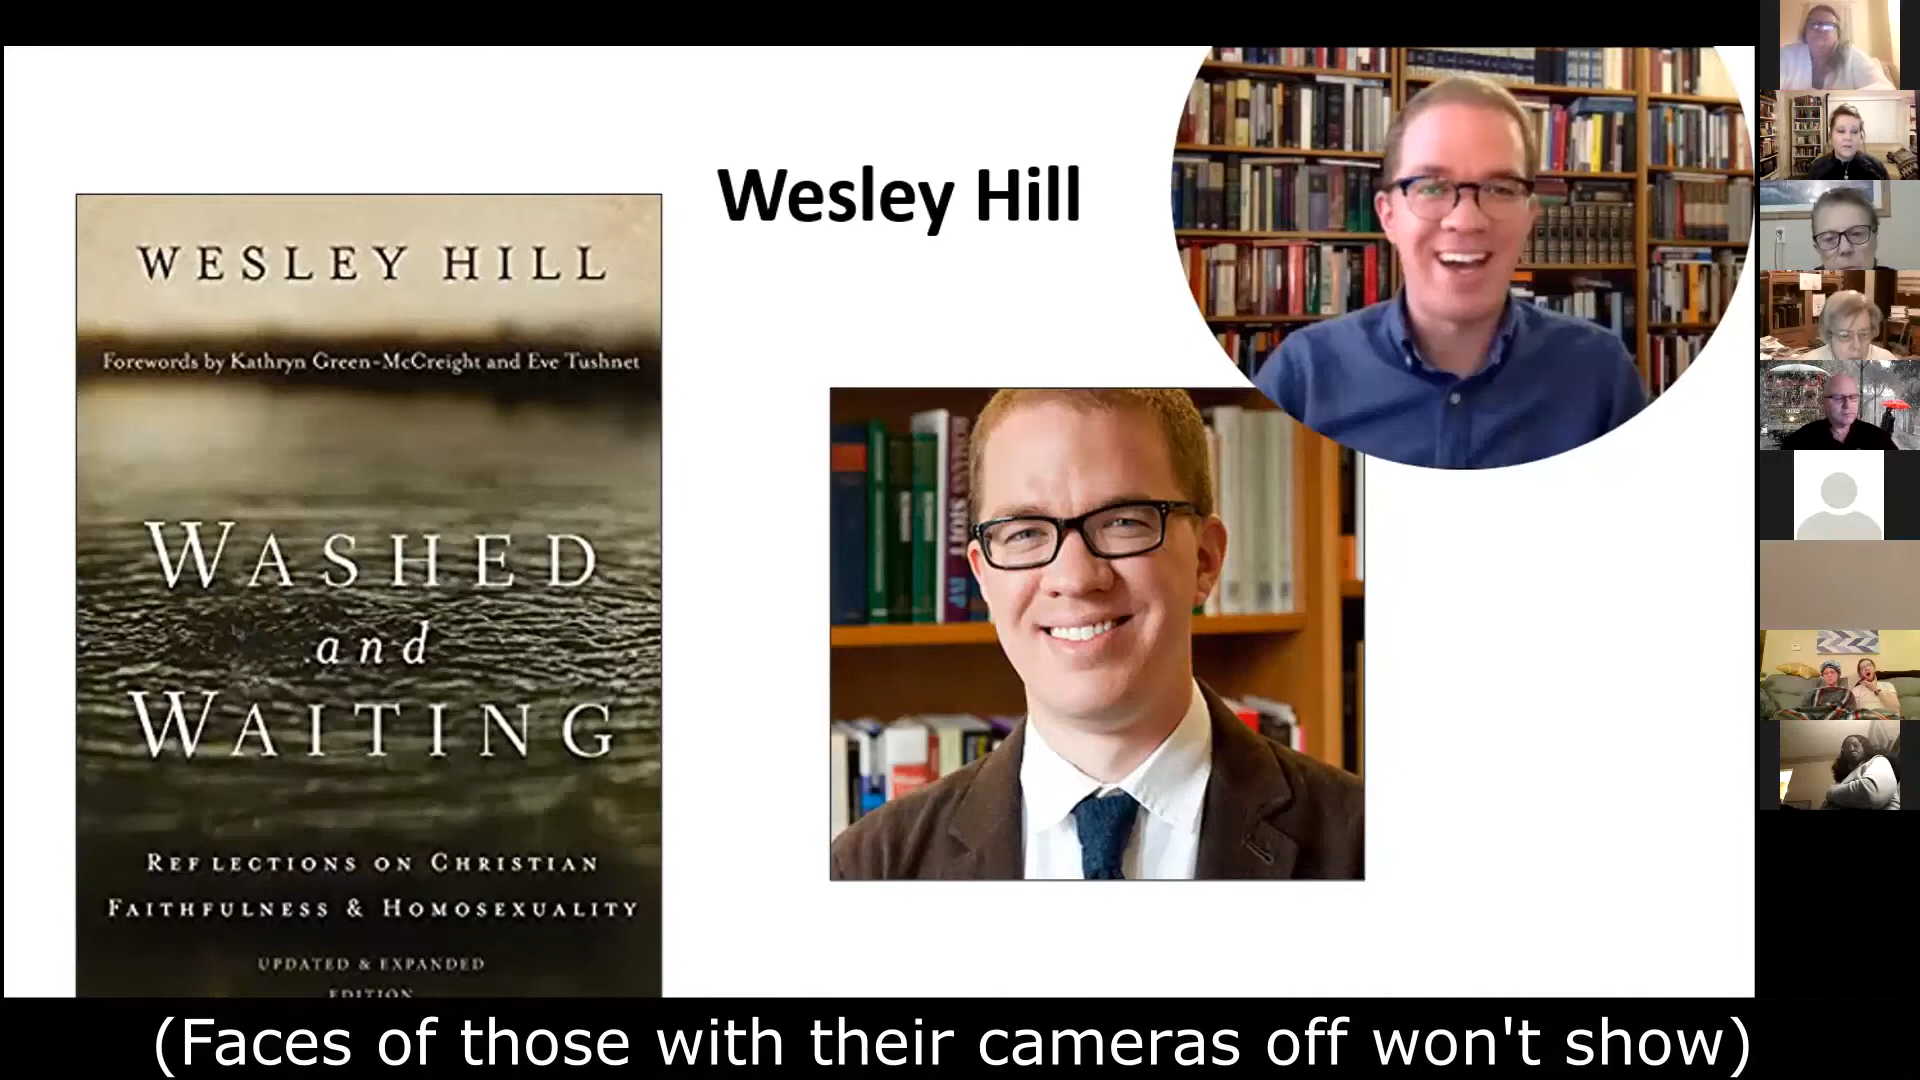 Wesley Hill
WESLEY HILL
Forewords by Kathryn Green-McCreight and Eve Tushnet
WASHED
and
WAITING
REFLECTIONS ON CHRISTIAN
FAITHFULNESS & HOMOSEXUALITY
UPDATED & EXPANDED
EDITION
(Faces of those with their cameras off won't show)